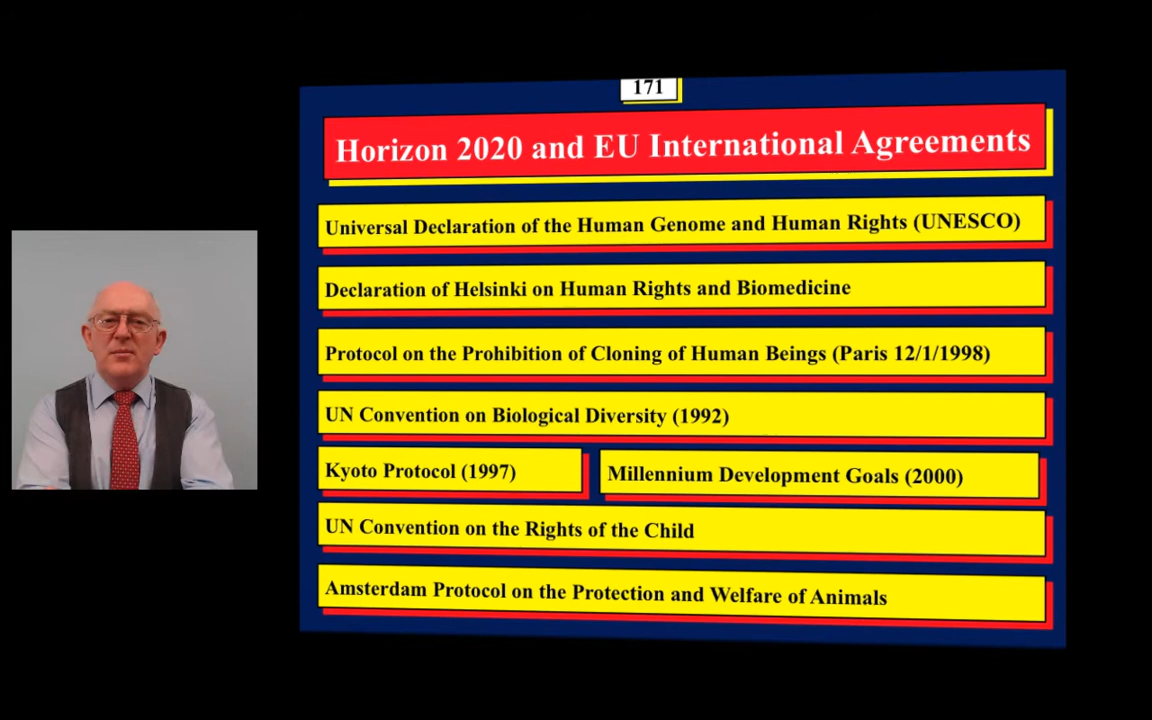 171
Horizon 2020 and EU International Agreements
Universal Declaration of the Human Genome and Human Rights (UNESCO)
Declaration of Helsinki on Human Rights and Biomedicine
Protocol on the Prohibition of Cloning of Human Beings (Paris 12/1/1998)
UN Convention on Biological Diversity (1992)
Kyoto Protocol (1997)
Millennium Development Goals (2000)
UN Convention on the Rights of the Child
Amsterdam Protocol on the Protection and Welfare of Animals